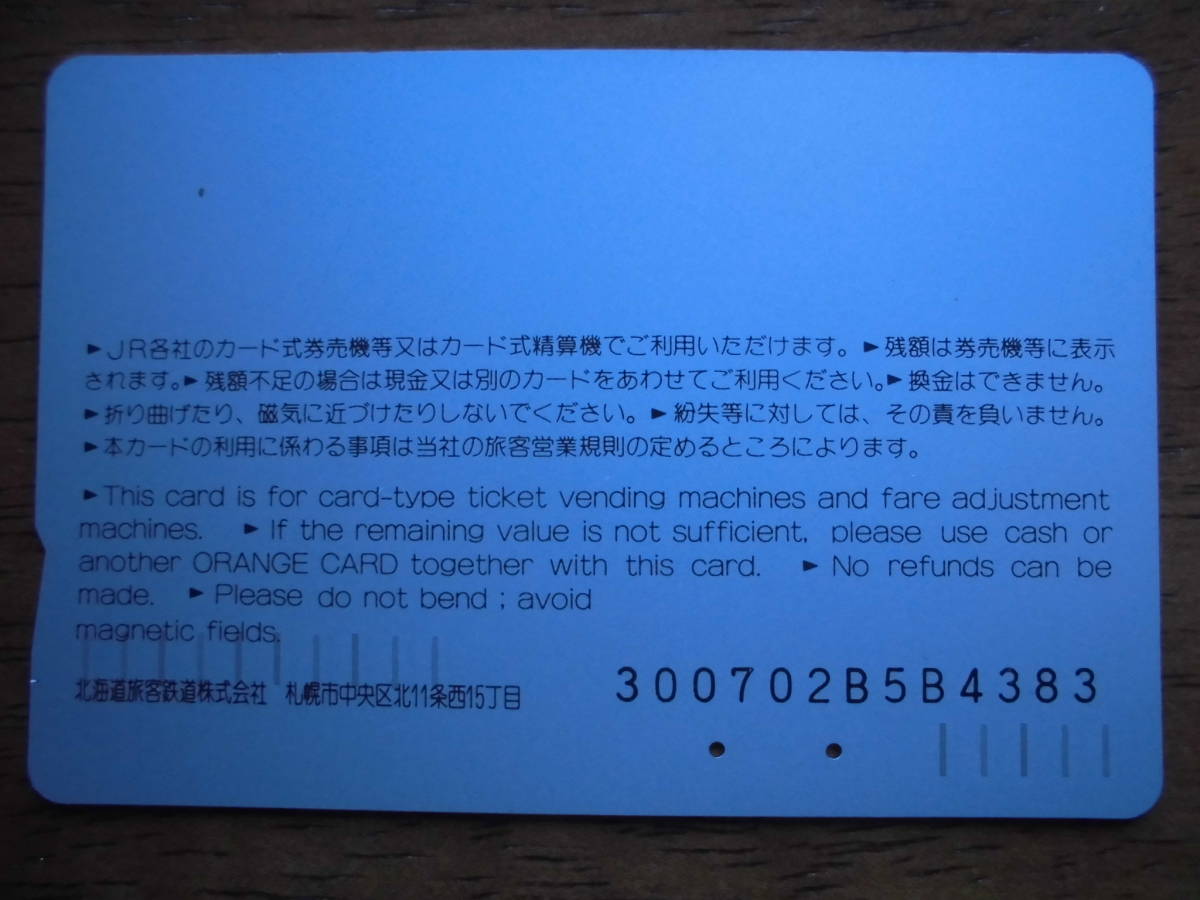 ►JR各社のカード式券売機等又はカード式精算機でご利用いただけます。►残額は券売機等に表示
されます。►残額不足の場合は現金又は別のカードをあわせてご利用ください。►換金はできません。
►折り曲げたり、磁気に近づけたりしないでください。►紛失等に対しては、その責を負いません。
►本カードの利用に係わる事項は当社の旅客営業規則の定めるところによります。
►This card is for card-type ticket vending machines and fare adjustment
machines. ►If the remaining value is not sufficient, please use cash or
another ORANGE CARD together with this card. ►No refunds can be
made. ►Please do not bend ; avoid
magnetic fields.
北海道旅客鉄道株式会社 札幌市中央区北11条西15丁目
300702B5B4383